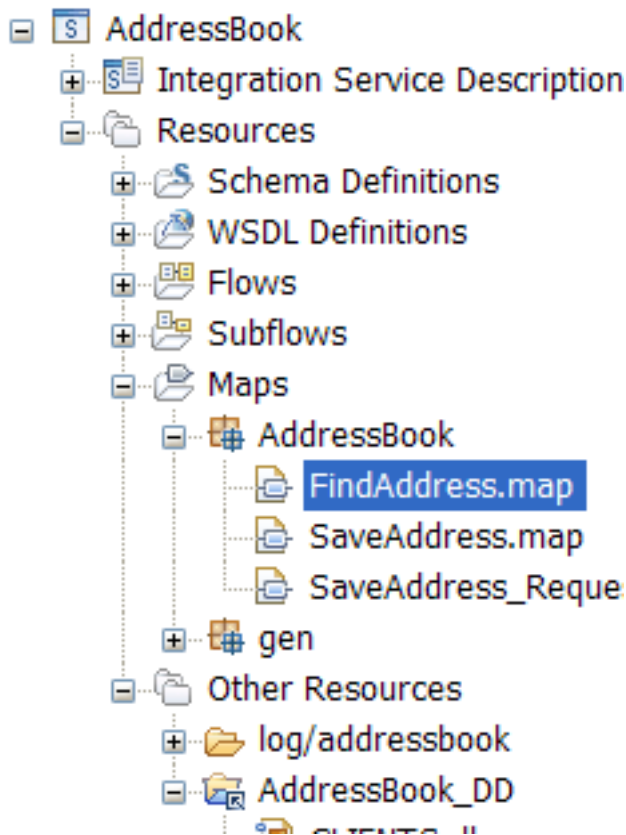 AddressBook
Integration Service Description
Resources
Schema Definitions
WSDL Definitions
Flows
Subflows
Maps
AddressBook
FindAddress.map
SaveAddress.map
SaveAddress_Reque
gen
Other Resources
log/addressbook
AddressBook_DD